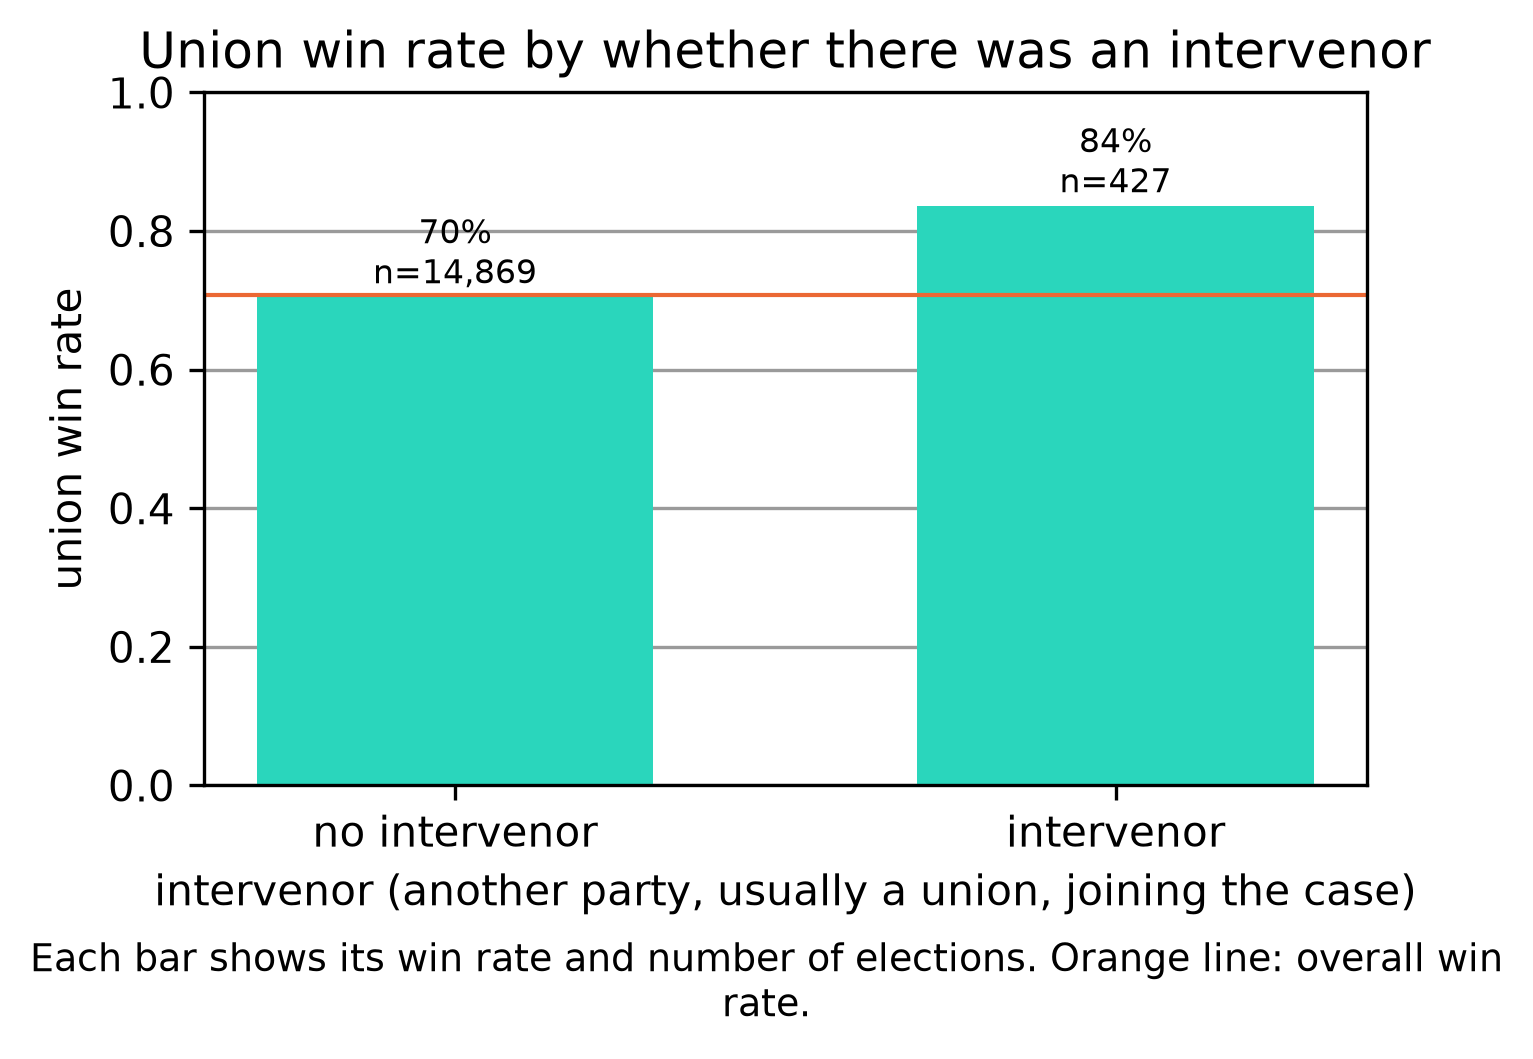 Union win rate by whether there was an intervenor
1.0
0.8
0.6
0.4
0.2
0.0
union win rate
70%
n=14,869
84%
n=427
no intervenor
intervenor
intervenor (another party, usually a union, joining the case)
Each bar shows its win rate and number of elections. Orange line: overall win
rate.